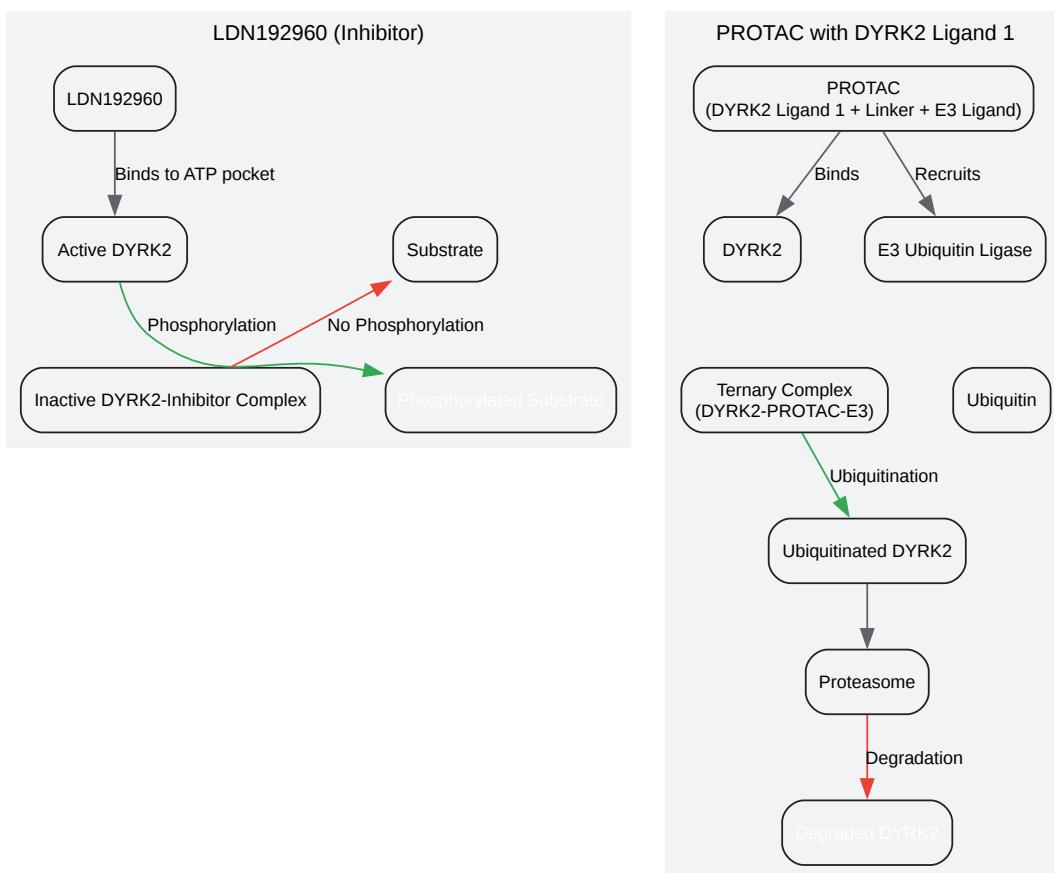 LDN192960 (Inhibitor)
LDN192960
Binds to ATP pocket
Active DYRK2
Substrate
Phosphorylation
No Phosphorylation
Inactive DYRK2-Inhibitor Complex
Phosphorylated Substrate
PROTAC with DYRK2 Ligand 1
PROTAC
(DYRK2 Ligand 1 + Linker + E3 Ligand)
Binds
Recruits
DYRK2
E3 Ubiquitin Ligase
Ternary Complex
(DYRK2-PROTAC-E3)
Ubiquitin
Ubiquitination
Ubiquitinated DYRK2
Proteasome
Degradation
Degraded DYRK2